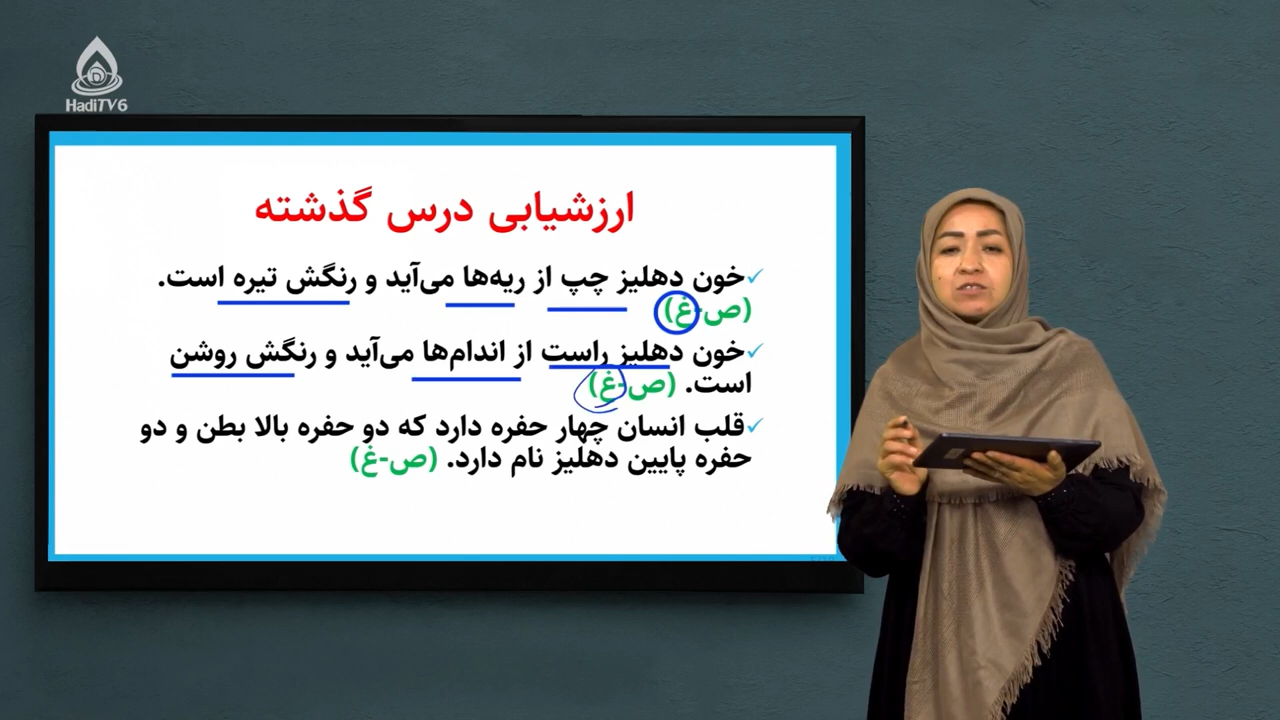 HadiTV6
ارزشیابی درس گذشته
✓خون دهلیز چپ از ریه‌ها می‌آید و رنگش تیره است.
(ص-غ)
✓خون دهلیز راست از اندام‌ها می‌آید و رنگش روشن
است. (ص-غ)
✓قلب انسان چهار حفره دارد که دو حفره بالا بطن و دو
حفره پایین دهلیز نام دارد. (ص-غ)